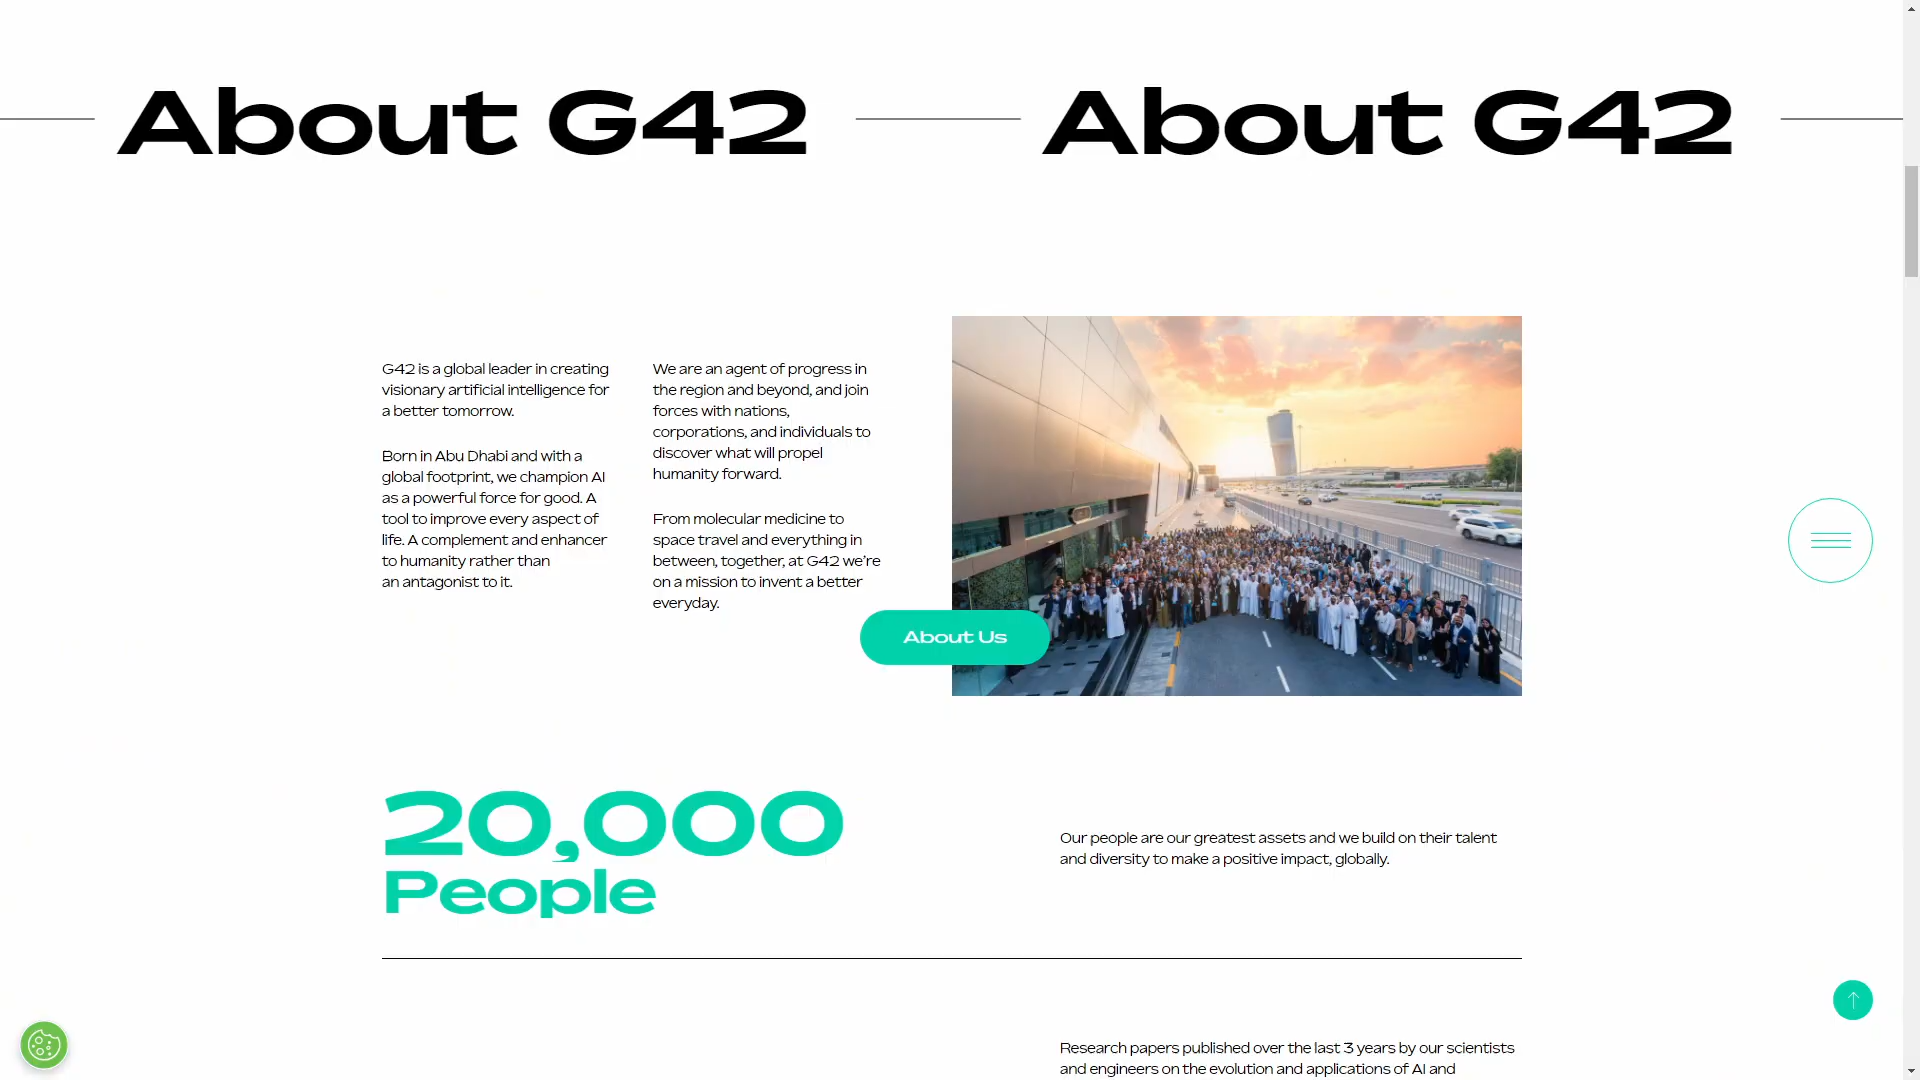 About G42
About G42
G42 is a global leader in creating
visionary artificial intelligence for
a better tomorrow.
Born in Abu Dhabi and with a
global footprint, we champion AI
as a powerful force for good. A
tool to improve every aspect of
life. A complement and enhancer
to humanity rather than
an antagonist to it.
We are an agent of progress in
the region and beyond, and join
forces with nations,
corporations, and individuals to
discover what will propel
humanity forward.
From molecular medicine to
space travel and everything in
between, together, at G42 we’re
on a mission to invent a better
everyday.
About Us
20,000
People
Our people are our greatest assets and we build on their talent
and diversity to make a positive impact, globally.
Research papers published over the last 3 years by our scientists
and engineers on the evolution and applications of AI and